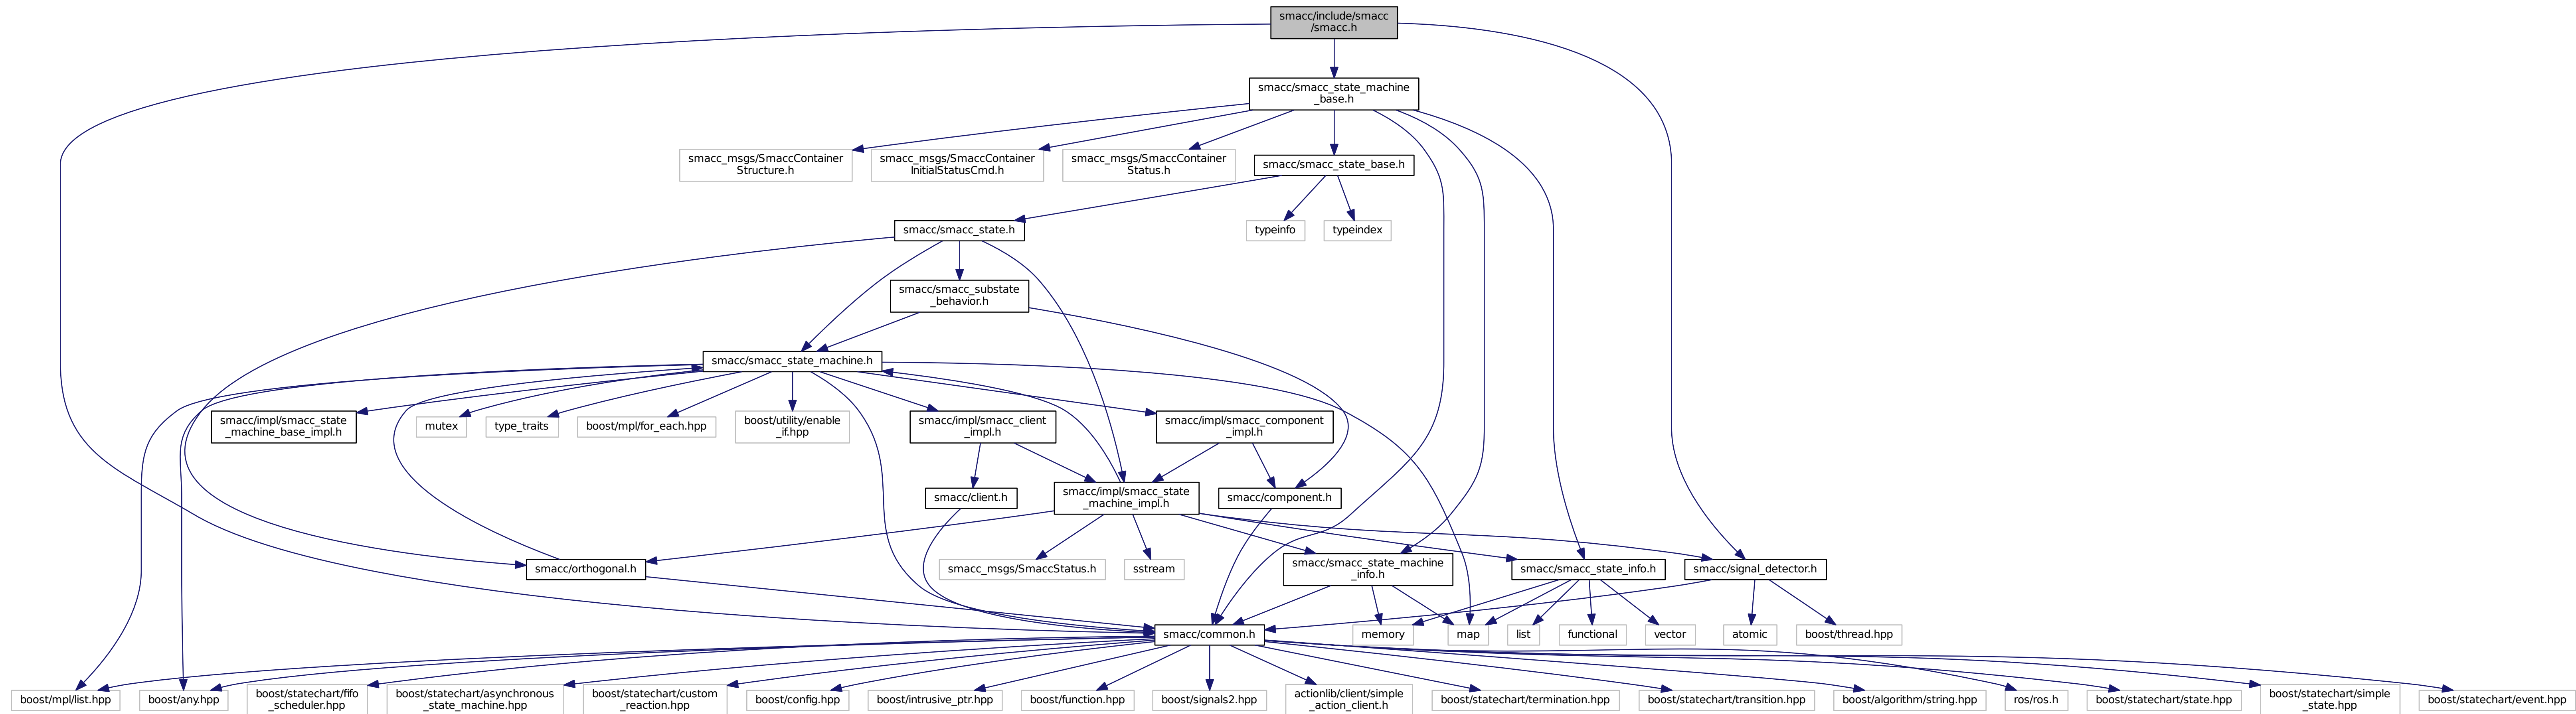 smacc/include/smacc
/smacc.h
smacc/smacc_state_machine
_base.h
smacc_msgs/SmaccContainer
Structure.h
smacc_msgs/SmaccContainer
InitialStatusCmd.h
smacc_msgs/SmaccContainer
Status.h
smacc/smacc_state_base.h
smacc/smacc_state.h
typeinfo
typeindex
smacc/smacc_substate
_behavior.h
smacc/smacc_state_machine.h
smacc/impl/smacc_state
_machine_base_impl.h
mutex
type_traits
boost/mpl/for_each.hpp
boost/utility/enable
_if.hpp
smacc/impl/smacc_client
_impl.h
smacc/impl/smacc_component
_impl.h
smacc/client.h
smacc/impl/smacc_state
_machine_impl.h
smacc/component.h
smacc/orthogonal.h
smacc_msgs/SmaccStatus.h
sstream
smacc/smacc_state_machine
_info.h
smacc/smacc_state_info.h
smacc/signal_detector.h
smacc/common.h
memory
map
list
functional
vector
atomic
boost/thread.hpp
boost/mpl/list.hpp
boost/any.hpp
boost/statechart/fifo
_scheduler.hpp
boost/statechart/asynchronous
_state_machine.hpp
boost/statechart/custom
_reaction.hpp
boost/config.hpp
boost/intrusive_ptr.hpp
boost/function.hpp
boost/signals2.hpp
actionlib/client/simple
_action_client.h
boost/statechart/termination.hpp
boost/statechart/transition.hpp
boost/algorithm/string.hpp
ros/ros.h
boost/statechart/state.hpp
boost/statechart/simple
_state.hpp
boost/statechart/event.hpp